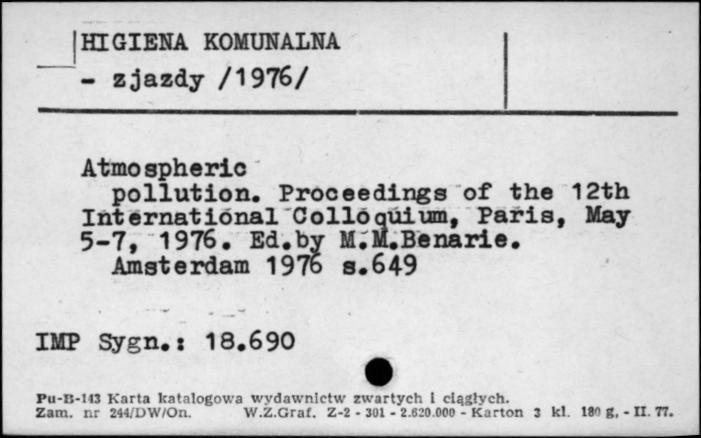 HIGIENA KOMUNALNA
- zjazdy /1976/
Atmospheric
pollution. Proceedings of the 12th
International Colloquium, Paris, May
5-7, 1976. Ed.by M.M.Benarie.
Amsterdam 1976 s.649
IMP Sygn.: 18.690
Pu-B-143 Karta katalogowa wydawnictw zwartych i ciągłych.
Zam. nr 244/DW/On. W.Z.Graf. Z-2 - 301 - 2.620.000 - Karton 3 kl. 180 g, - II. 77.